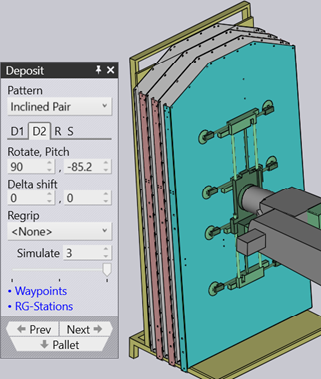 Deposit
Pattern
Inclined Pair
D1 D2 R S
Rotate, Pitch
90 , -85.2
Delta shift
0 , 0
Regrip
<None>
Simulate 3
• Waypoints
• RG-Stations
Prev Next
Pallet